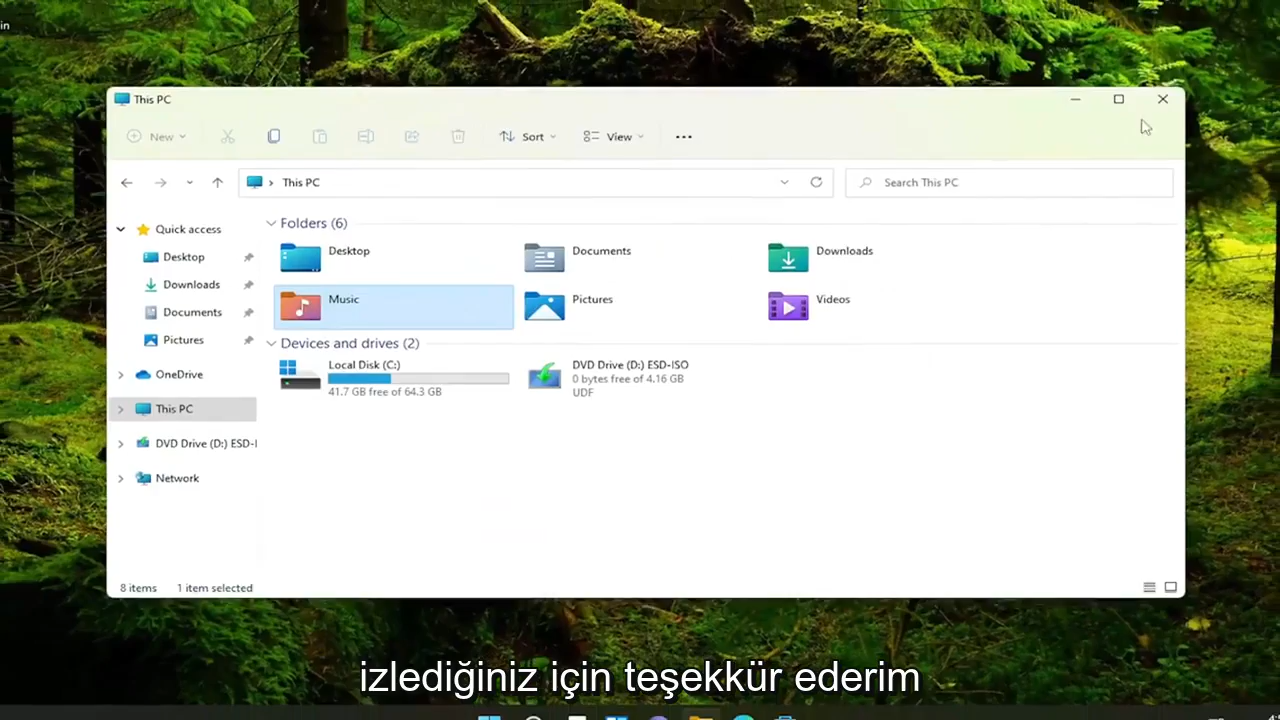 in
This PC
New
Sort
View
This PC
Search This PC
Quick access
Desktop
Downloads
Documents
Pictures
OneDrive
This PC
DVD Drive (D:) ESD-I
Network
Folders (6)
Desktop
Documents
Downloads
Music
Pictures
Videos
Devices and drives (2)
Local Disk (C:)
41.7 GB free of 64.3 GB
DVD Drive (D:) ESD-ISO
0 bytes free of 4.16 GB
UDF
8 items 1 item selected
izlediğiniz için teşekkür ederim